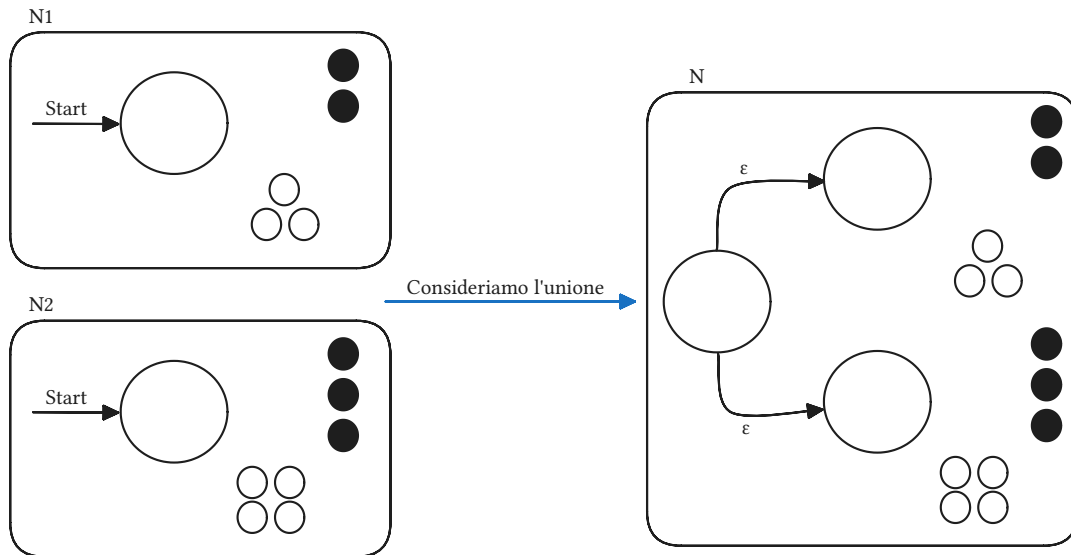 N1
Start
N2
Start
Consideriamo l'unione
N
ε
ε